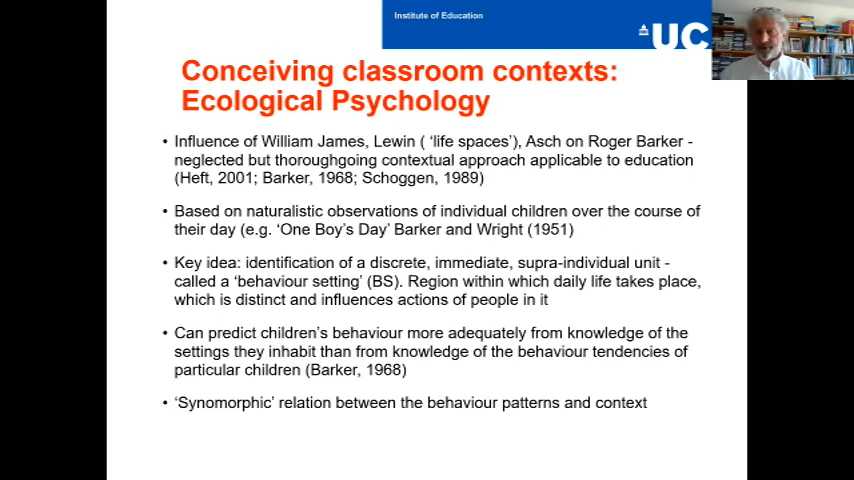 Institute of Education
UC
Conceiving classroom contexts:
Ecological Psychology
• Influence of William James, Lewin ( ‘life spaces’), Asch on Roger Barker -
neglected but thoroughgoing contextual approach applicable to education
(Heft, 2001; Barker, 1968; Schoggen, 1989)
• Based on naturalistic observations of individual children over the course of
their day (e.g. ‘One Boy’s Day’ Barker and Wright (1951)
• Key idea: identification of a discrete, immediate, supra-individual unit -
called a ‘behaviour setting’ (BS). Region within which daily life takes place,
which is distinct and influences actions of people in it
• Can predict children’s behaviour more adequately from knowledge of the
settings they inhabit than from knowledge of the behaviour tendencies of
particular children (Barker, 1968)
• ‘Synomorphic’ relation between the behaviour patterns and context